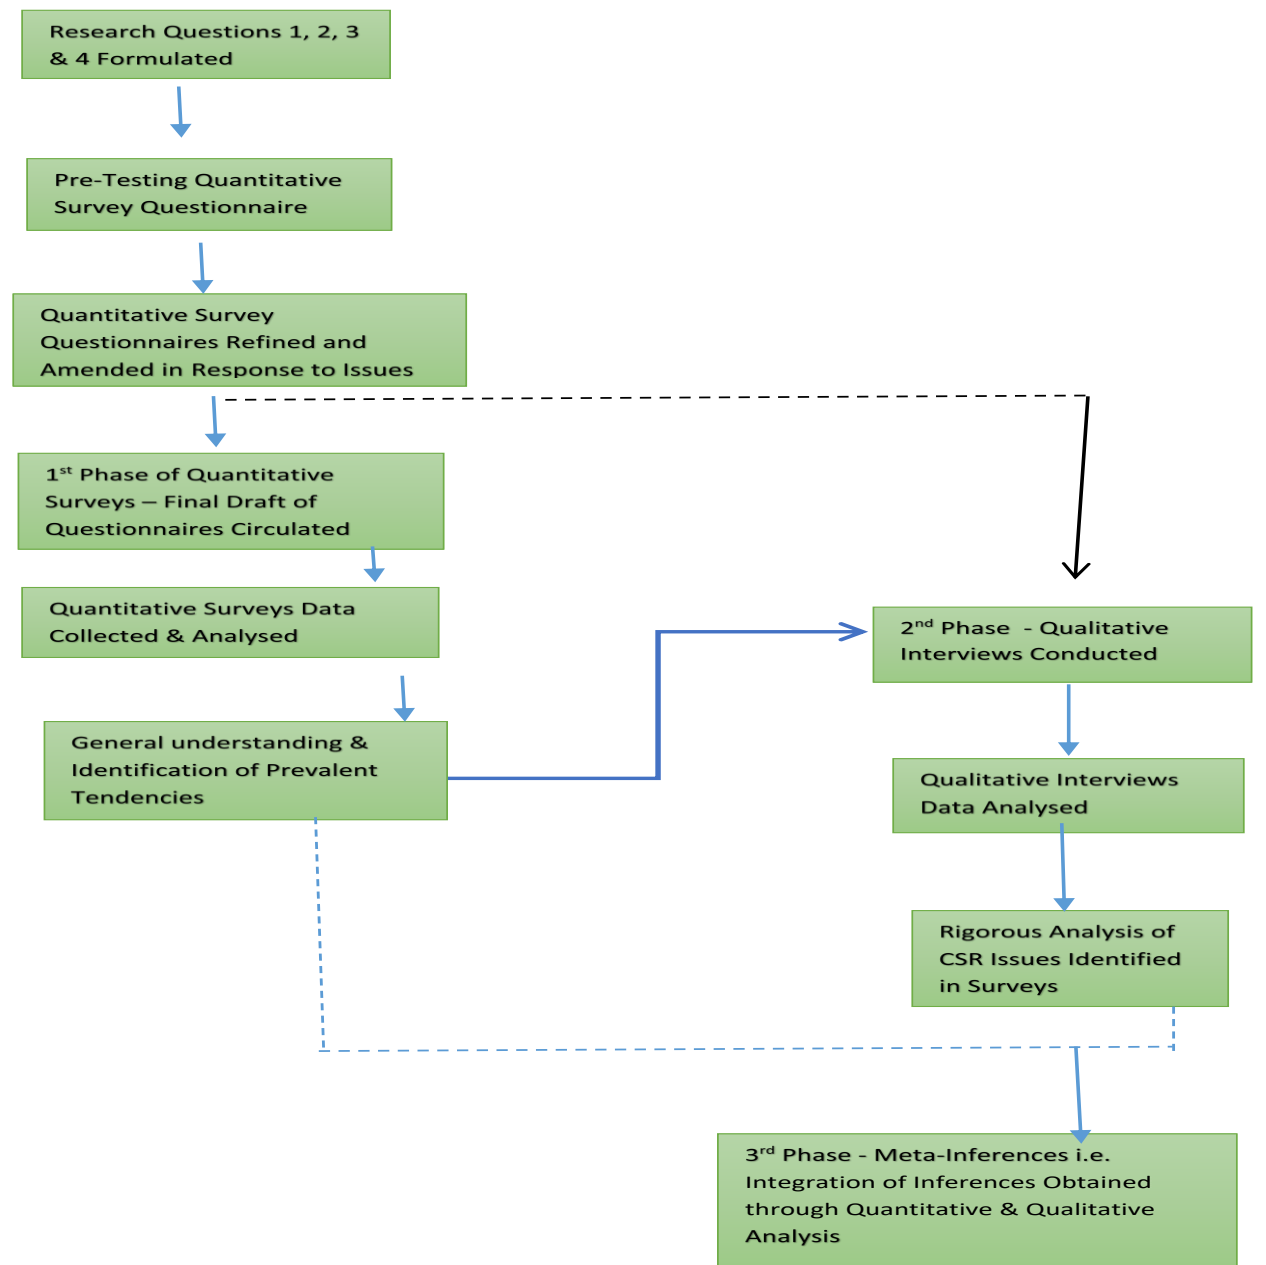 Research Questions 1, 2, 3
& 4 Formulated
Pre-Testing Quantitative
Survey Questionnaire
Quantitative Survey
Questionnaires Refined and
Amended in Response to Issues
1st Phase of Quantitative
Surveys – Final Draft of
Questionnaires Circulated
Quantitative Surveys Data
Collected & Analysed
General understanding &
Identification of Prevalent
Tendencies
2nd Phase - Qualitative
Interviews Conducted
Qualitative Interviews
Data Analysed
Rigorous Analysis of
CSR Issues Identified
in Surveys
3rd Phase - Meta-Inferences i.e.
Integration of Inferences Obtained
through Quantitative & Qualitative
Analysis